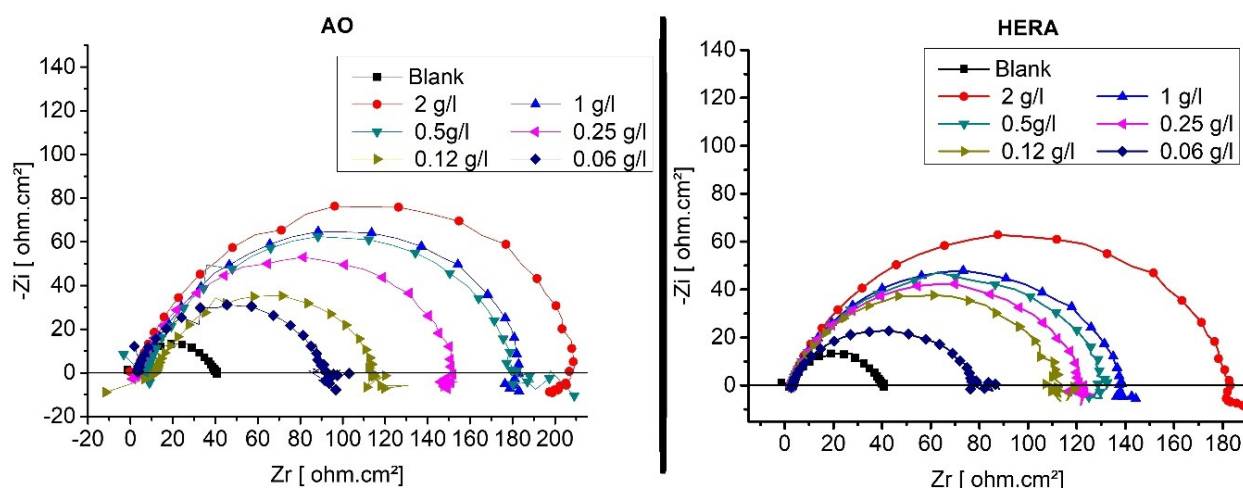 AO
-Zi [ ohm.cm²]
140
120
100
80
60
40
20
0
-20
Blank
2 g/l
1 g/l
0.5g/l
0.25 g/l
0.12 g/l
0.06 g/l
-20 0 20 40 60 80 100 120 140 160 180 200
Zr [ ohm.cm²]
HERA
-Zi [ ohm.cm²]
140
120
100
80
60
40
20
0
-20
Blank
2 g/l
1 g/l
0.5g/l
0.25 g/l
0.12 g/l
0.06 g/l
0 20 40 60 80 100 120 140 160 180
Zr [ ohm.cm²]